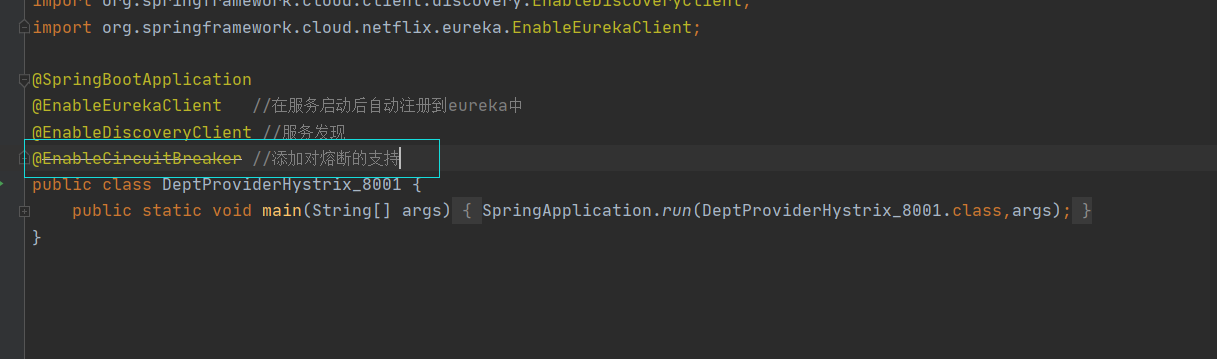 import org.springframework.cloud.client.discovery.EnableDiscoveryClient;
import org.springframework.cloud.netflix.eureka.EnableEurekaClient;
@SpringBootApplication
@EnableEurekaClient //在服务启动后自动注册到eureka中
@EnableDiscoveryClient //服务发现
@EnableCircuitBreaker //添加对熔断的支持
public class DeptProviderHystrix_8001 {
public static void main(String[] args) { SpringApplication.run(DeptProviderHystrix_8001.class,args); }
}